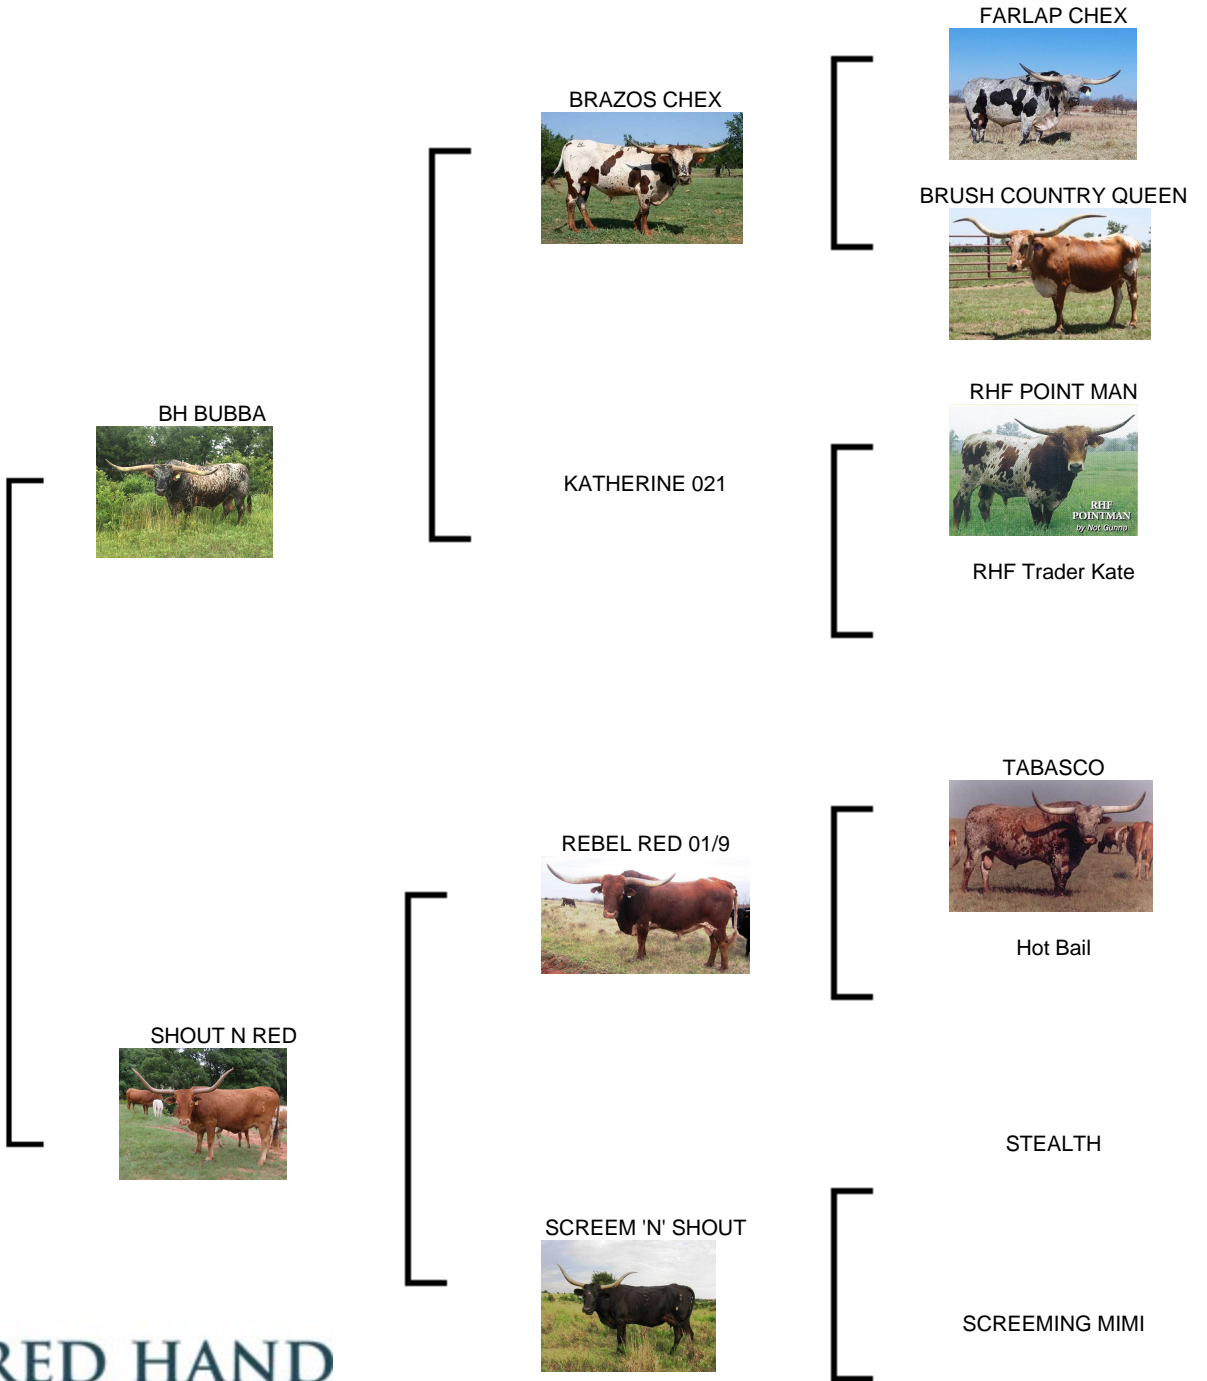 FARLAP CHEX
BRAZOS CHEX
BRUSH COUNTRY QUEEN
RHF POINT MAN
BH BUBBA
KATHERINE 021
RHF
POINTMAN
by Not Gunna
RHF Trader Kate
TABASCO
REBEL RED 01/9
Hot Bail
SHOUT N RED
STEALTH
SCREEM 'N' SHOUT
SCREEMING MIMI
RED HAND